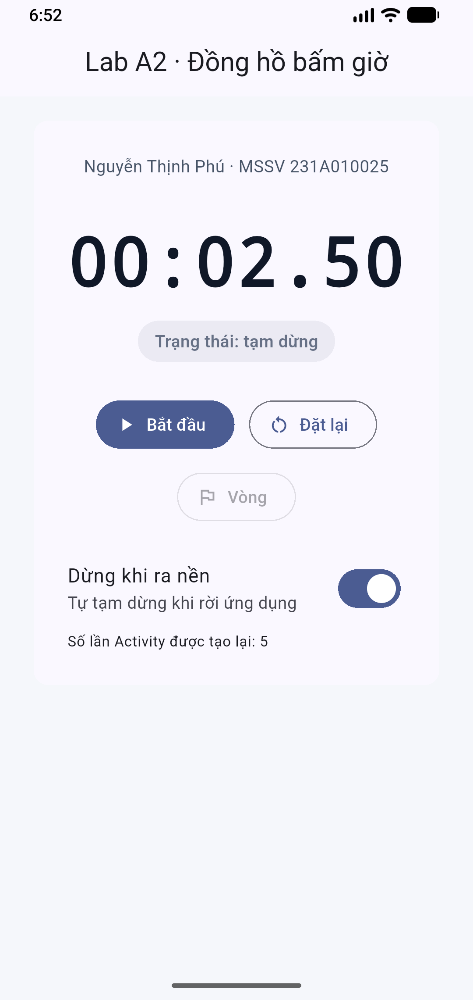 6:52
Lab A2 · Đồng hồ bấm giờ
Nguyễn Thịnh Phú · MSSV 231A010025
00:02.50
Trạng thái: tạm dừng
Bắt đầu
Đặt lại
Vòng
Dừng khi ra nền
Tự tạm dừng khi rời ứng dụng
Số lần Activity được tạo lại: 5